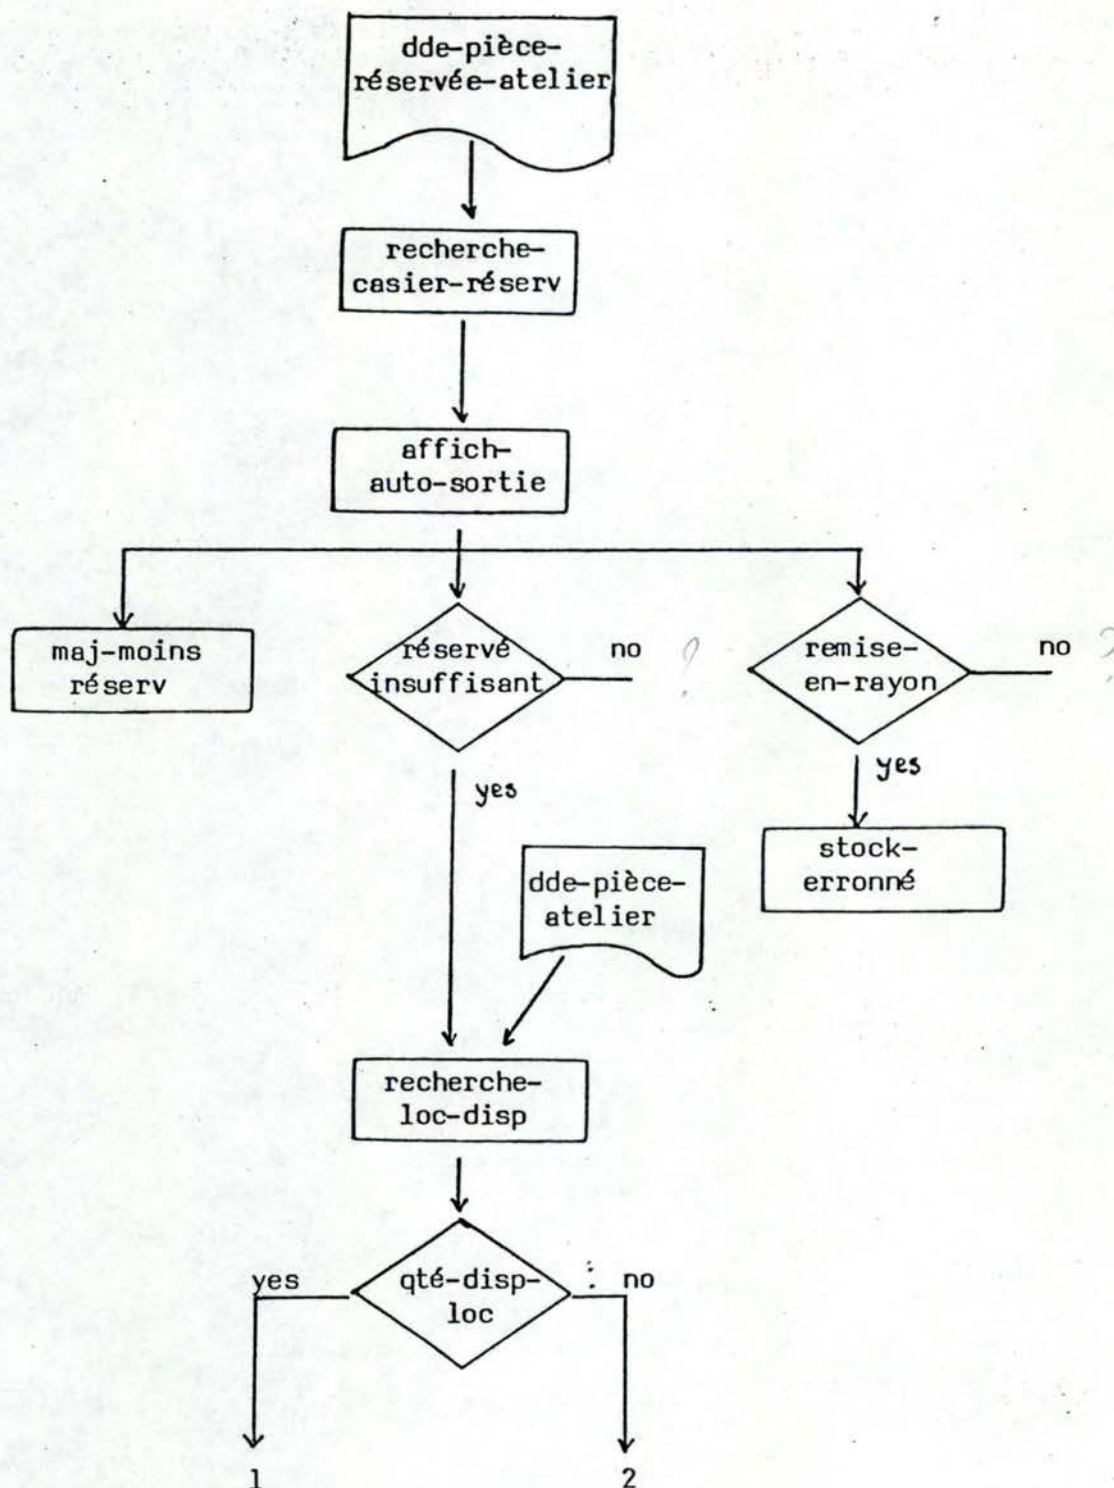 dde-pièce-
réservée-atelier
recherche-
casier-réserv
affich-
auto-sortie
maj-moins
réserv
réservé
insuffisant
no ?
remise-
en-rayon
no ?
yes
yes
stock-
erronné
dde-pièce-
atelier
recherche-
loc-disp
yes
qté-disp-
loc
: no
1
2